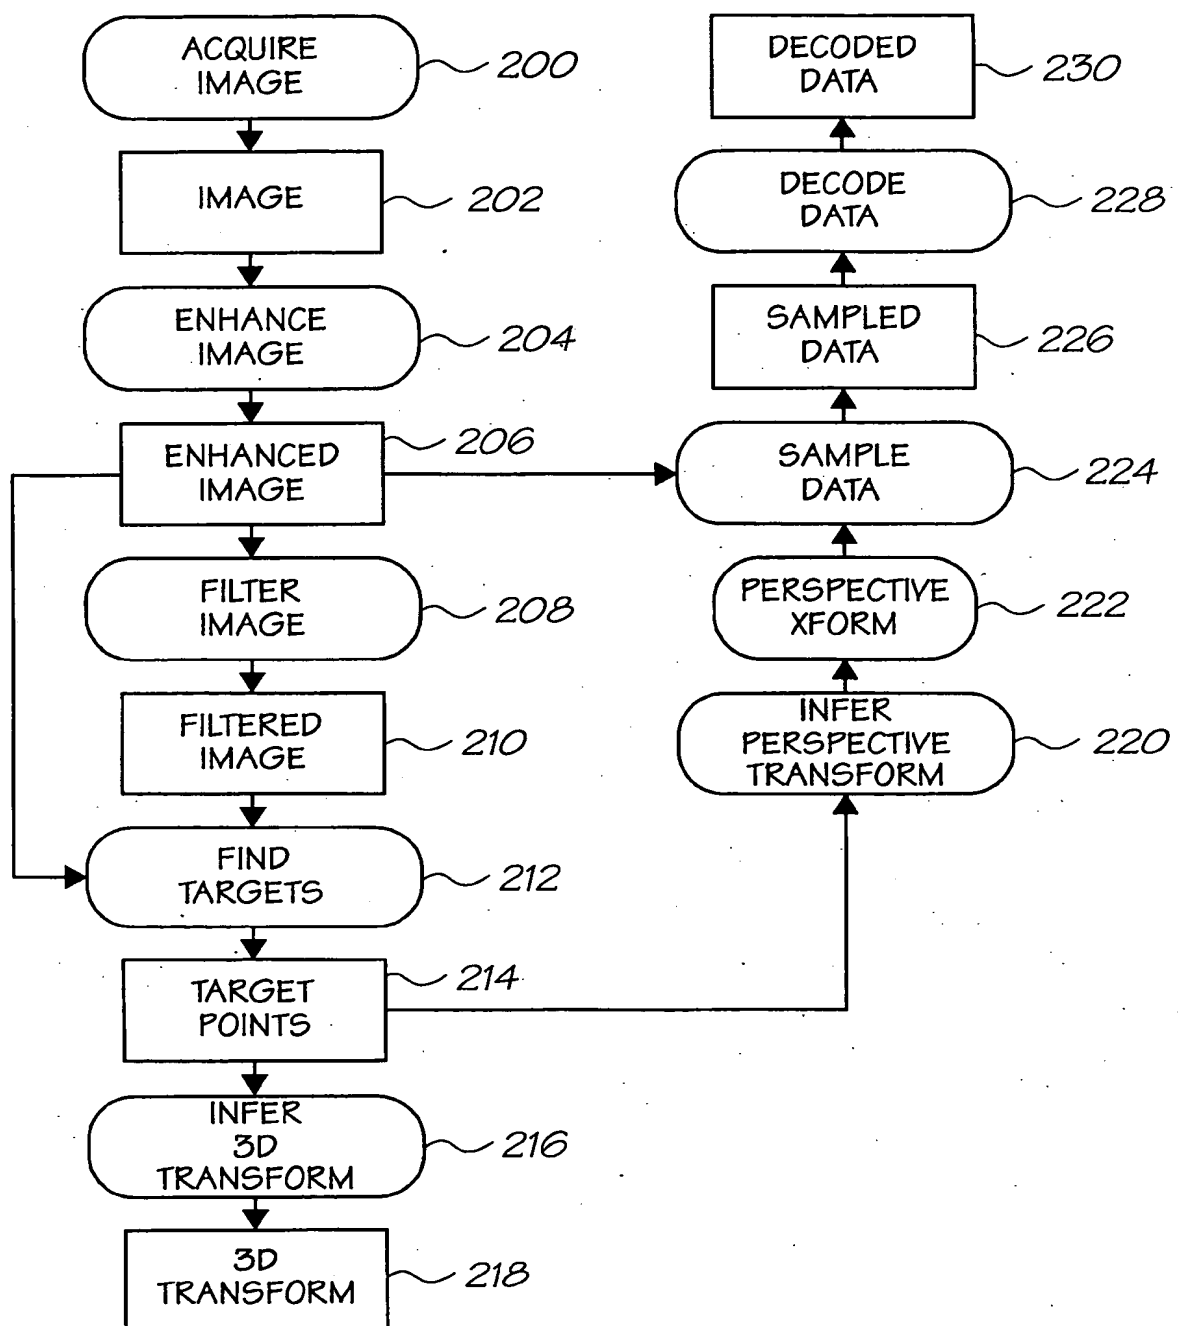 ACQUIRE
IMAGE
200
IMAGE
202
ENHANCE
IMAGE
204
ENHANCED
IMAGE
206
FILTER
IMAGE
208
FILTERED
IMAGE
210
FIND
TARGETS
212
TARGET
POINTS
214
INFER
3D
TRANSFORM
216
3D
TRANSFORM
218
DECODED
DATA
230
DECODE
DATA
228
SAMPLED
DATA
226
SAMPLE
DATA
224
PERSPECTIVE
XFORM
222
INFER
PERSPECTIVE
TRANSFORM
220